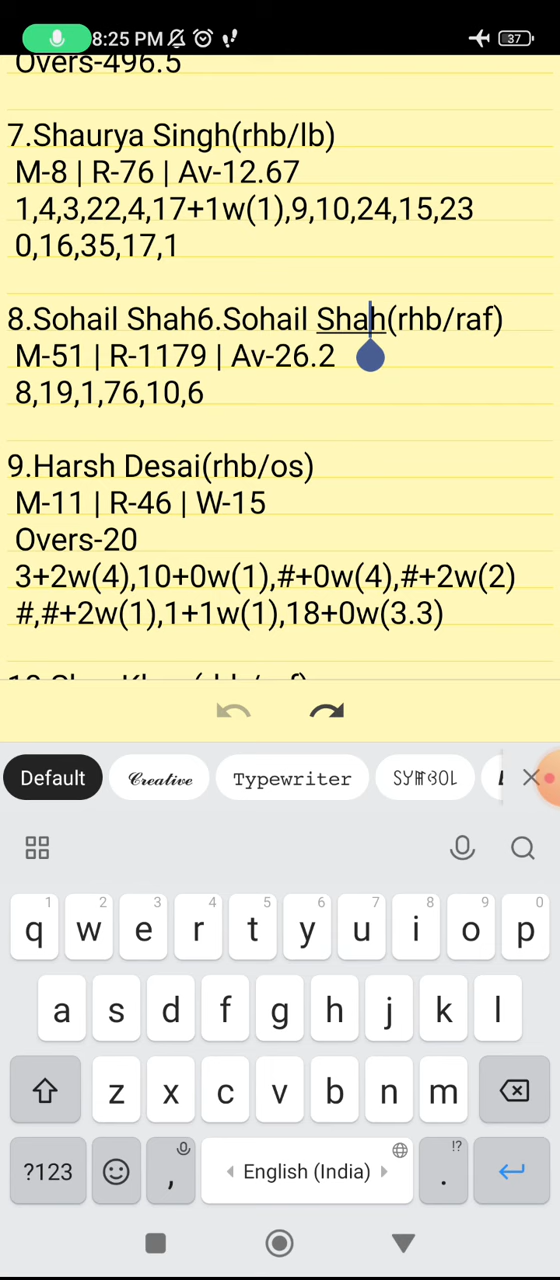 8:25 PM
37
Overs-496.5
7.Shaurya Singh(rhb/lb)
M-8 | R-76 | Av-12.67
1,4,3,22,4,17+1w(1),9,10,24,15,23
0,16,35,17,1
8.Sohail Shah6.Sohail Shah(rhb/raf)
M-51 | R-1179 | Av-26.2
8,19,1,76,10,6
9.Harsh Desai(rhb/os)
M-11 | R-46 | W-15
Overs-20
3+2w(4),10+0w(1),#+0w(4),#+2w(2)
#,#+2w(1),1+1w(1),18+0w(3.3)
Default Creative Typewriter SYMBOL
1 2 3 4 5 6 7 8 9 0
q w e r t y u i o p
a s d f g h j k l
z x c v b n m
!?
?123 , English (India) .